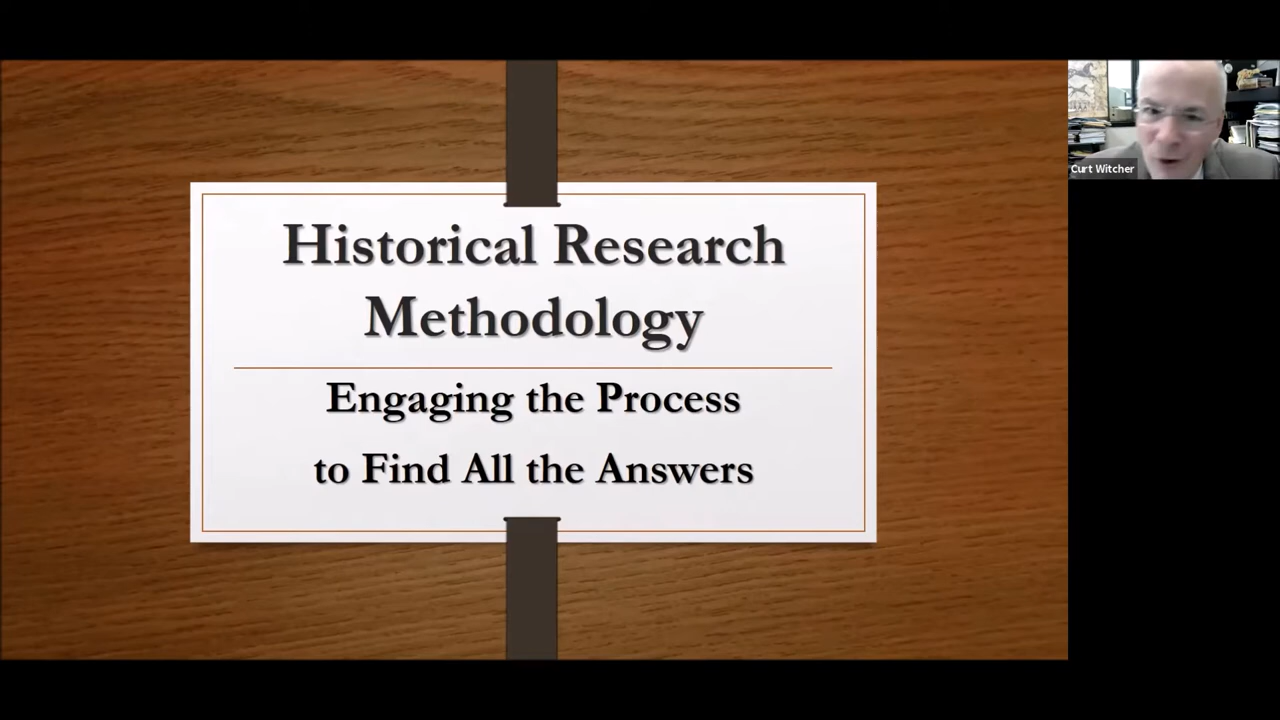 Historical Research
Methodology
Engaging the Process
to Find All the Answers
Curt Witcher